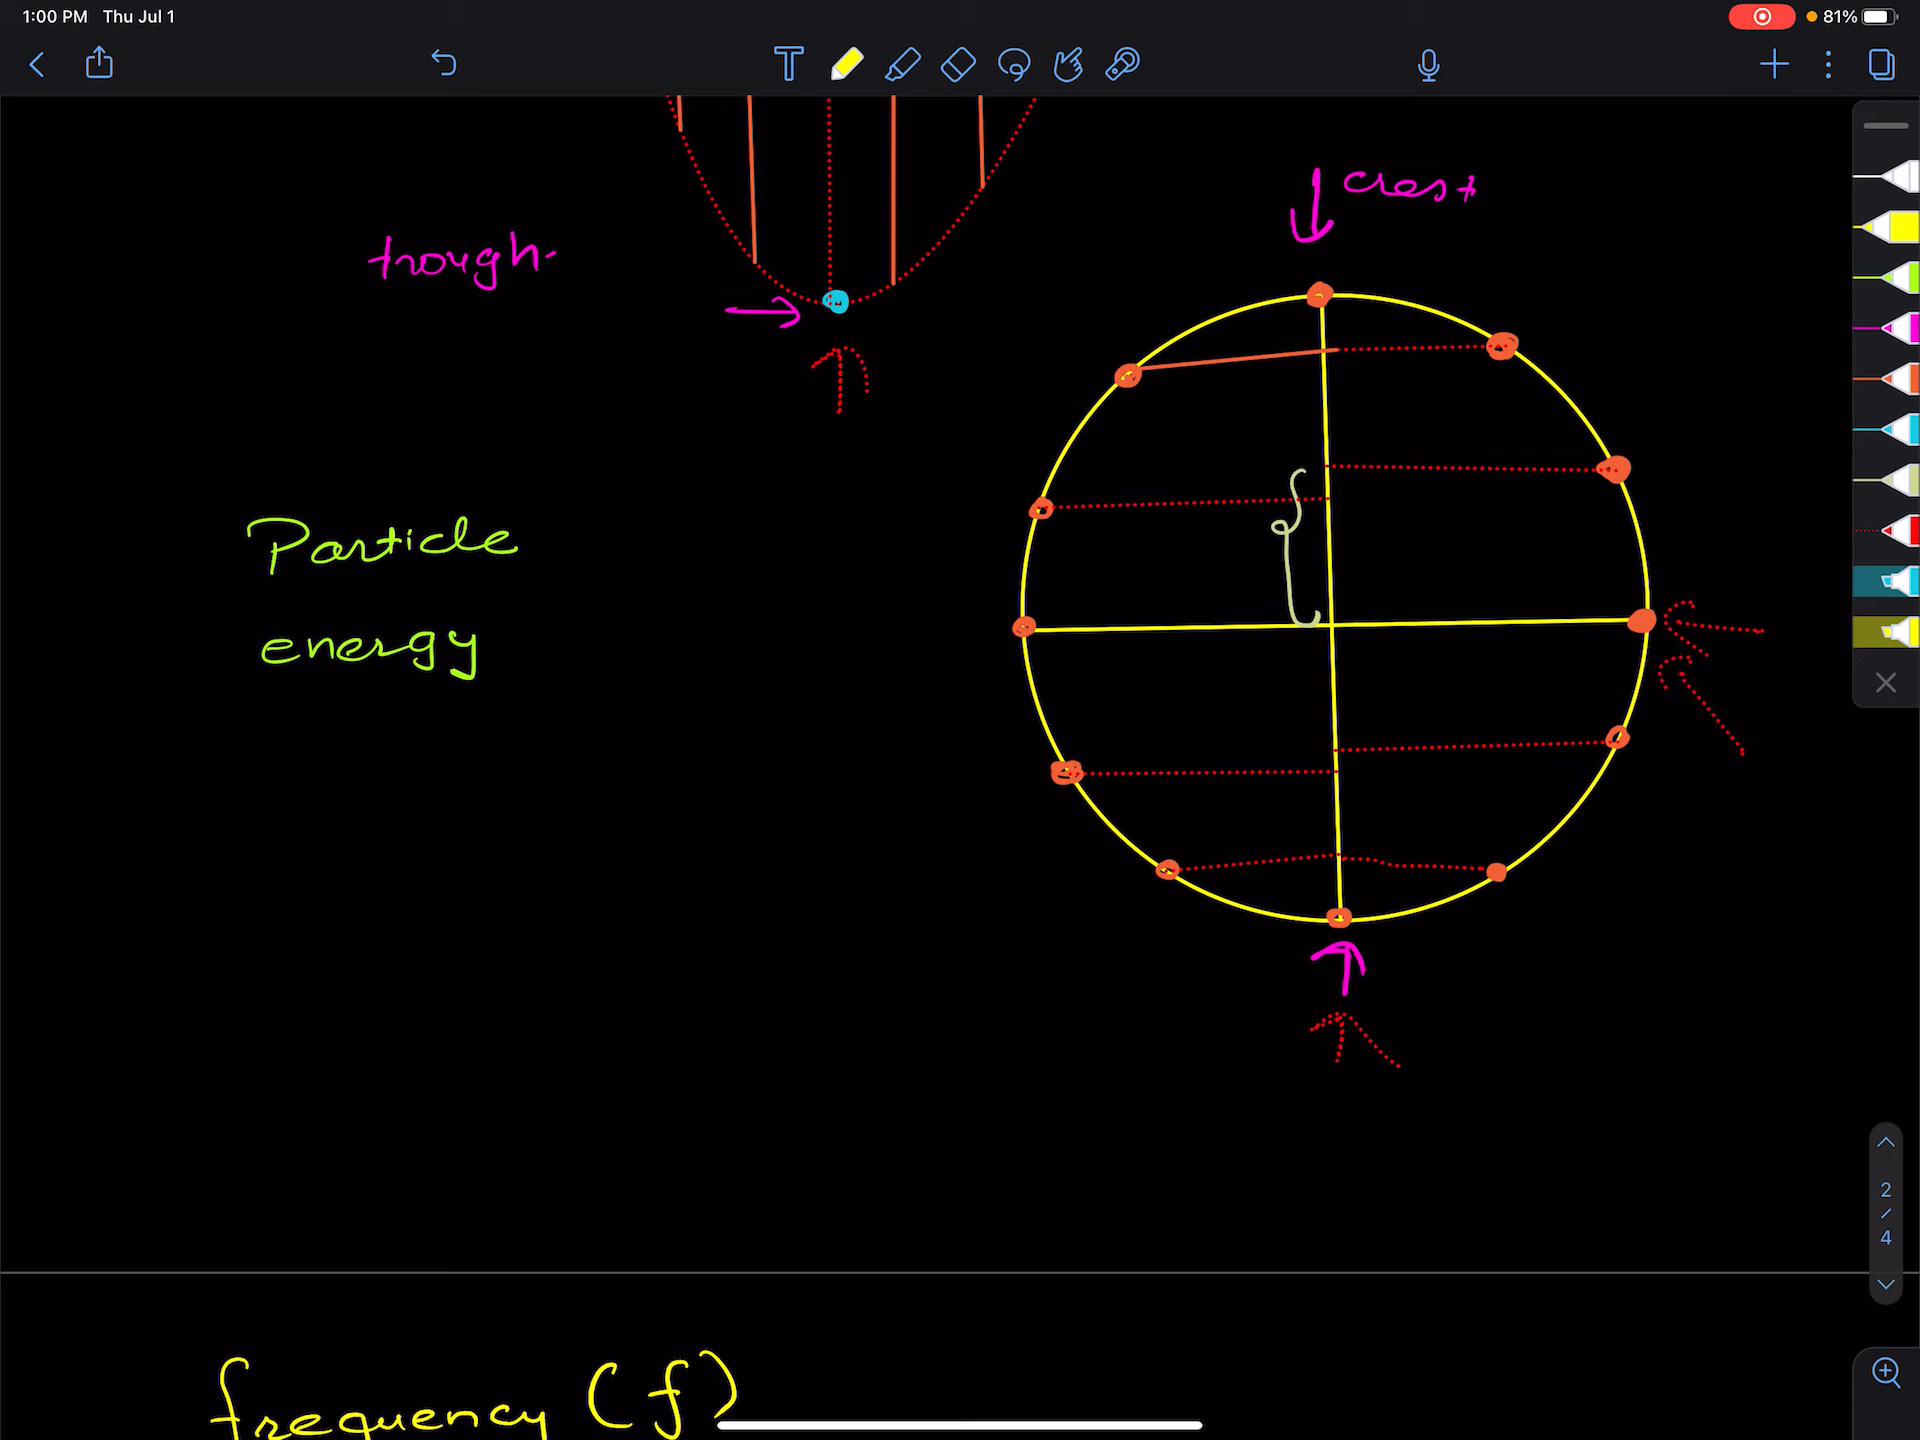 1:00 PM Thu Jul 1
81%
T
crest
trough.
Particle
energy
2
/
4
frequency (f)